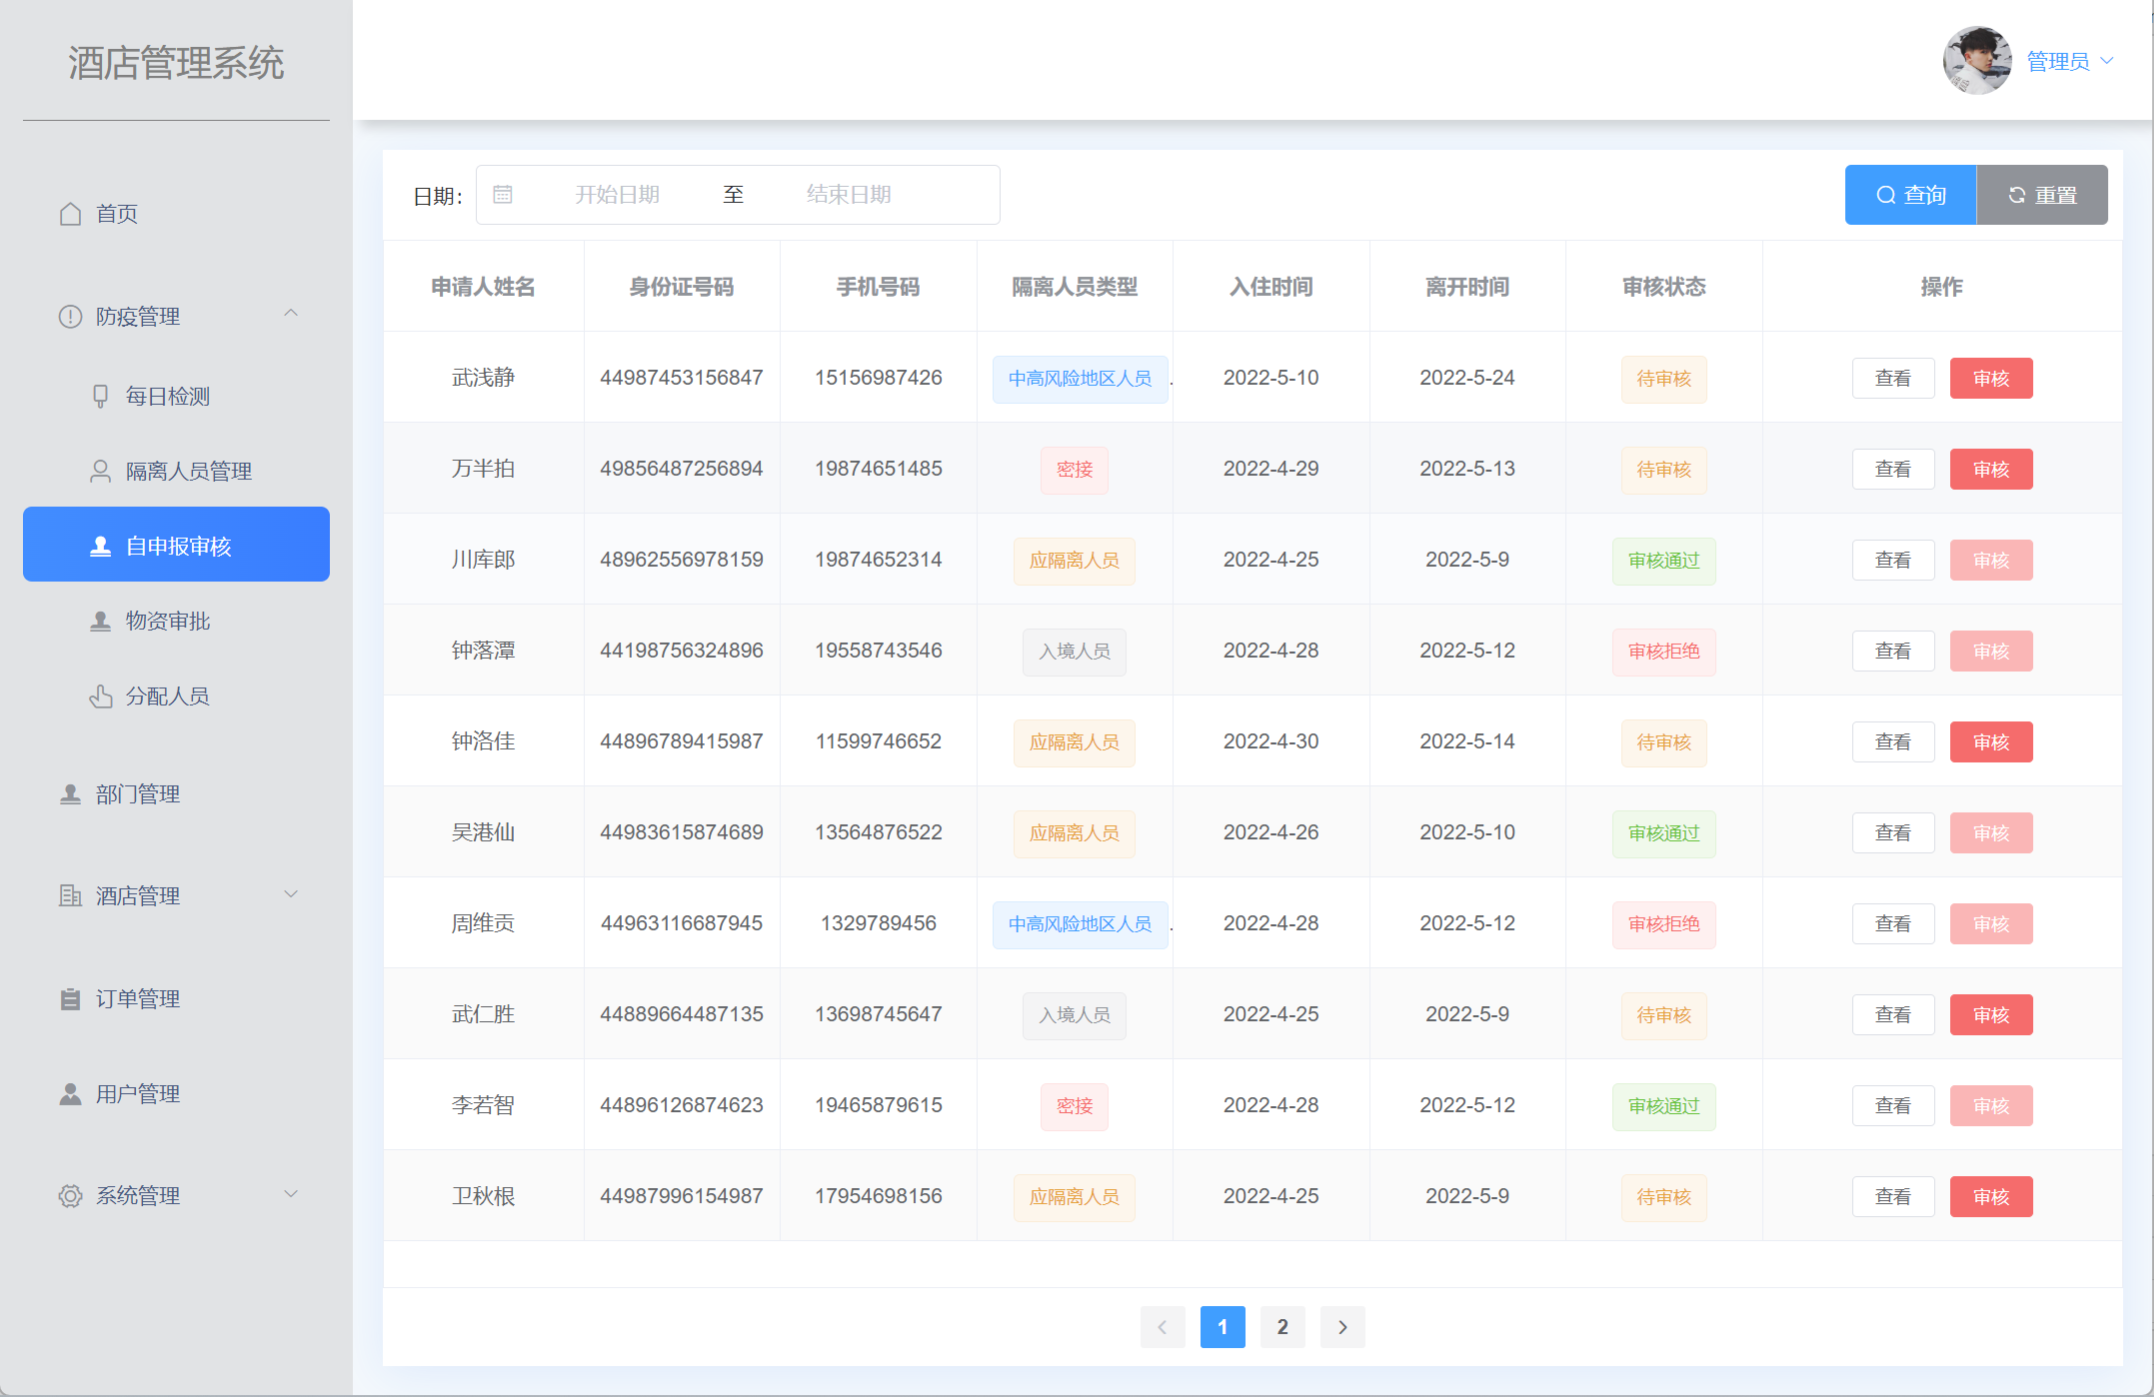 酒店管理系统
管理员
首页
防疫管理
每日检测
隔离人员管理
自申报审核
物资审批
分配人员
部门管理
酒店管理
订单管理
用户管理
系统管理
日期： 开始日期 至 结束日期 查询 重置
申请人姓名 身份证号码 手机号码 隔离人员类型 入住时间 离开时间 审核状态 操作
武浅静 44987453156847 15156987426 中高风险地区人员 2022-5-10 2022-5-24 待审核 查看 审核
万半拍 49856487256894 19874651485 密接 2022-4-29 2022-5-13 待审核 查看 审核
川库郎 48962556978159 19874652314 应隔离人员 2022-4-25 2022-5-9 审核通过 查看 审核
钟落潭 44198756324896 19558743546 入境人员 2022-4-28 2022-5-12 审核拒绝 查看 审核
钟洛佳 44896789415987 11599746652 应隔离人员 2022-4-30 2022-5-14 待审核 查看 审核
吴港仙 44983615874689 13564876522 应隔离人员 2022-4-26 2022-5-10 审核通过 查看 审核
周维贡 44963116687945 1329789456 中高风险地区人员 2022-4-28 2022-5-12 审核拒绝 查看 审核
武仁胜 44889664487135 13698745647 入境人员 2022-4-25 2022-5-9 待审核 查看 审核
李若智 44896126874623 19465879615 密接 2022-4-28 2022-5-12 审核通过 查看 审核
卫秋根 44987996154987 17954698156 应隔离人员 2022-4-25 2022-5-9 待审核 查看 审核
1 2